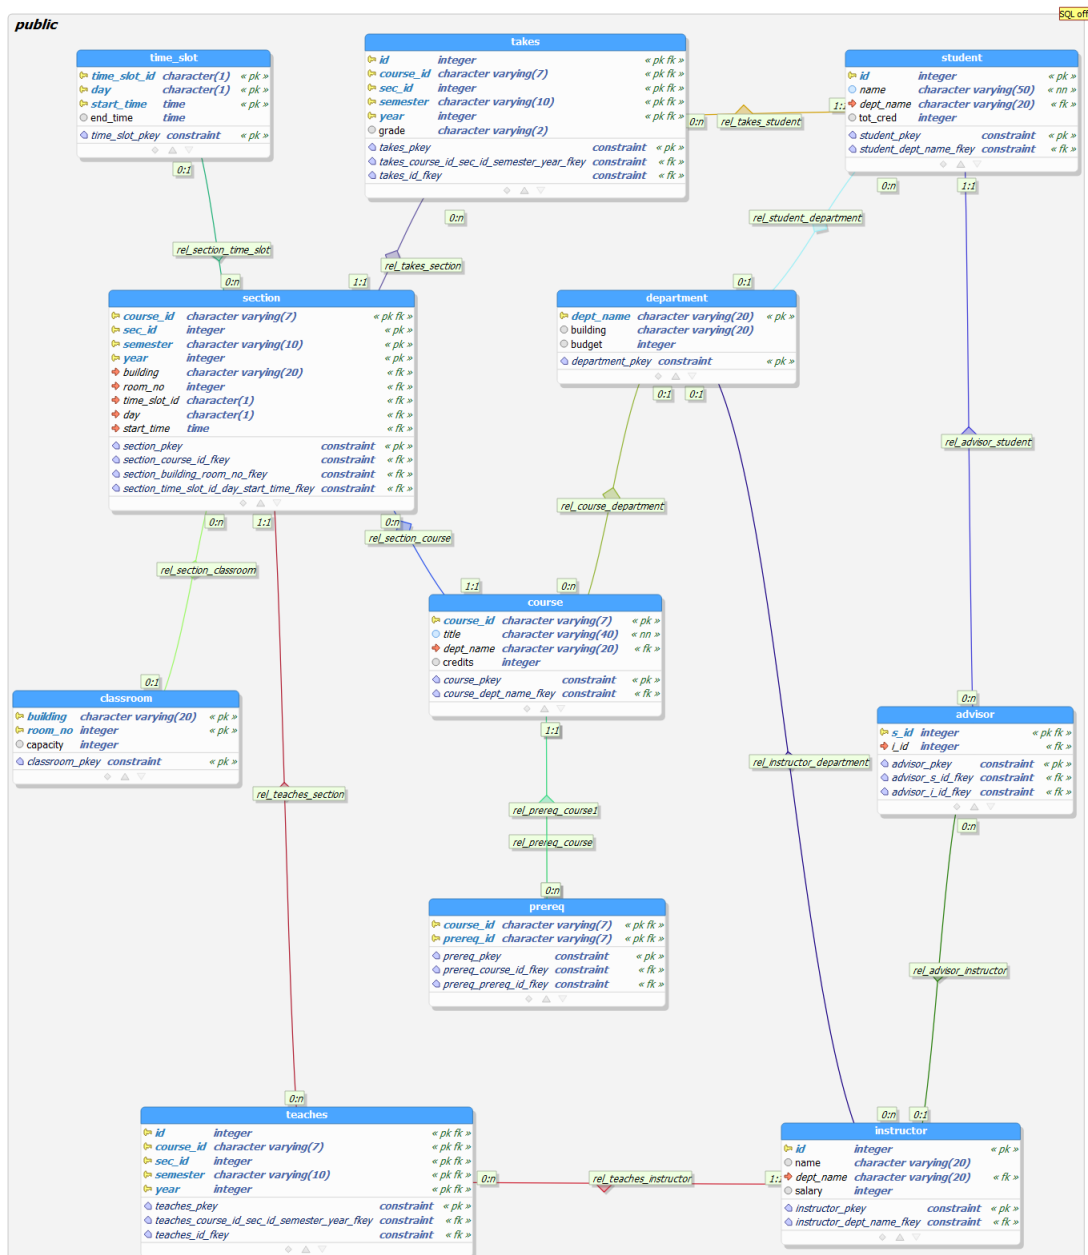 SQL off
public
time_slot
time_slot_id character(1) « pk »
day character(1) « pk »
start_time time « pk »
end_time time
time_slot_pkey constraint « pk »
takes
id integer « pk fk »
course_id character varying(7) « pk fk »
sec_id integer « pk fk »
semester character varying(10) « pk fk »
year integer « pk fk »
grade character varying(2)
takes_pkey constraint « pk »
takes_course_id_sec_id_semester_year_fkey constraint « fk »
takes_id_fkey constraint « fk »
student
id integer « pk »
name character varying(50) « nn »
dept_name character varying(20) « fk »
tot_cred integer
student_pkey constraint « pk »
student_dept_name_fkey constraint « fk »
0:n
rel_takes_student
0:1
0:n
0:n
1:1
rel_student_department
rel_section_time_slot
rel_takes_section
0:n
1:1
0:1
section
course_id character varying(7) « pk fk »
sec_id integer « pk »
semester character varying(10) « pk »
year integer « pk »
building character varying(20) « fk »
room_no integer « fk »
time_slot_id character(1) « fk »
day character(1) « fk »
start_time time « fk »
section_pkey constraint « pk »
section_course_id_fkey constraint « fk »
section_building_room_no_fkey constraint « fk »
section_time_slot_id_day_start_time_fkey constraint « fk »
department
dept_name character varying(20) « pk »
building character varying(20)
budget integer
department_pkey constraint « pk »
0:1
0:1
rel_advisor_student
rel_course_department
0:n
1:1
0:n
rel_section_course
rel_section_classroom
1:1
0:n
course
course_id character varying(7) « pk »
title character varying(40) « nn »
dept_name character varying(20) « fk »
credits integer
course_pkey constraint « pk »
course_dept_name_fkey constraint « fk »
0:1
classroom
building character varying(20) « pk »
room_no integer « pk »
capacity integer
classroom_pkey constraint « pk »
0:n
advisor
s_id integer « pk fk »
i_id integer « fk »
advisor_pkey constraint « pk »
advisor_s_id_fkey constraint « fk »
advisor_i_id_fkey constraint « fk »
1:1
rel_instructor_department
rel_teaches_section
rel_prereq_course1
0:n
rel_prereq_course
0:n
prereq
course_id character varying(7) « pk fk »
prereq_id character varying(7) « pk fk »
prereq_pkey constraint « pk »
prereq_course_id_fkey constraint « fk »
prereq_prereq_id_fkey constraint « fk »
rel_advisor_instructor
0:n
0:n
0:1
teaches
id integer « pk fk »
course_id character varying(7) « pk fk »
sec_id integer « pk fk »
semester character varying(10) « pk fk »
year integer « pk fk »
teaches_pkey constraint « pk »
teaches_course_id_sec_id_semester_year_fkey constraint « fk »
teaches_id_fkey constraint « fk »
0:n
rel_teaches_instructor
instructor
id integer « pk »
name character varying(20)
dept_name character varying(20) « fk »
salary integer
instructor_pkey constraint « pk »
instructor_dept_name_fkey constraint « fk »